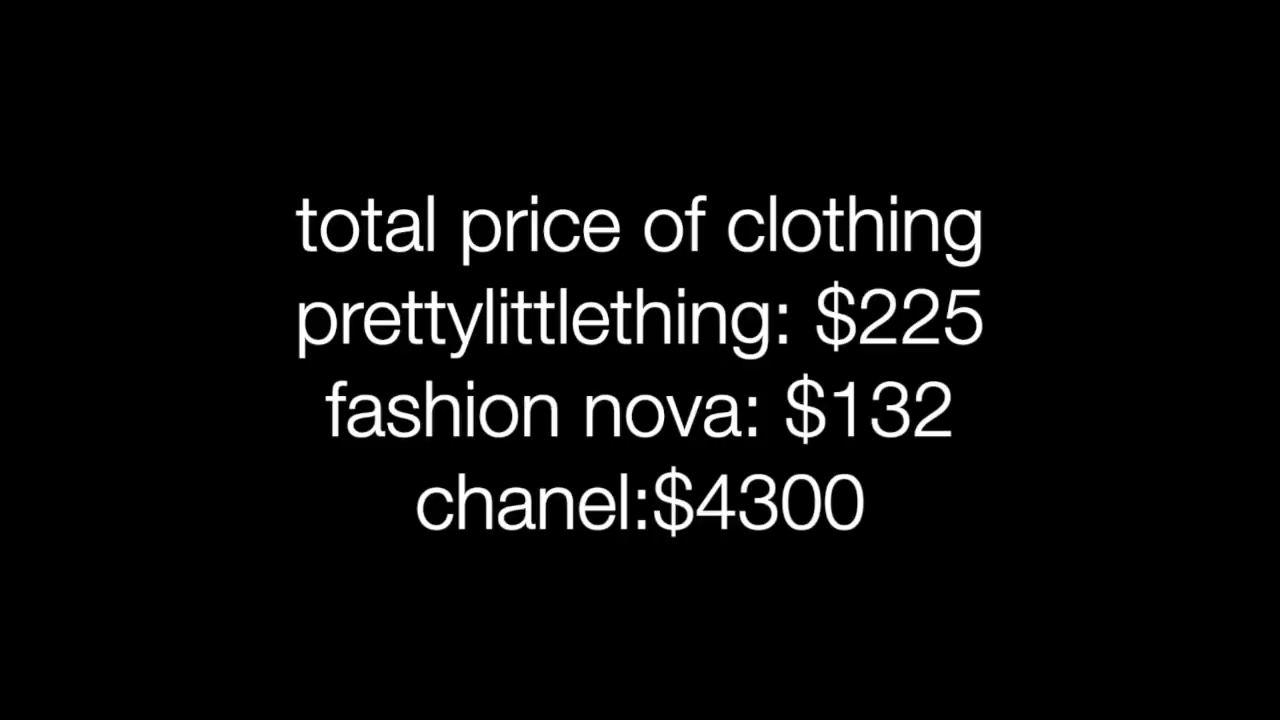 total price of clothing
prettylittlething: $225
fashion nova: $132
chanel:$4300